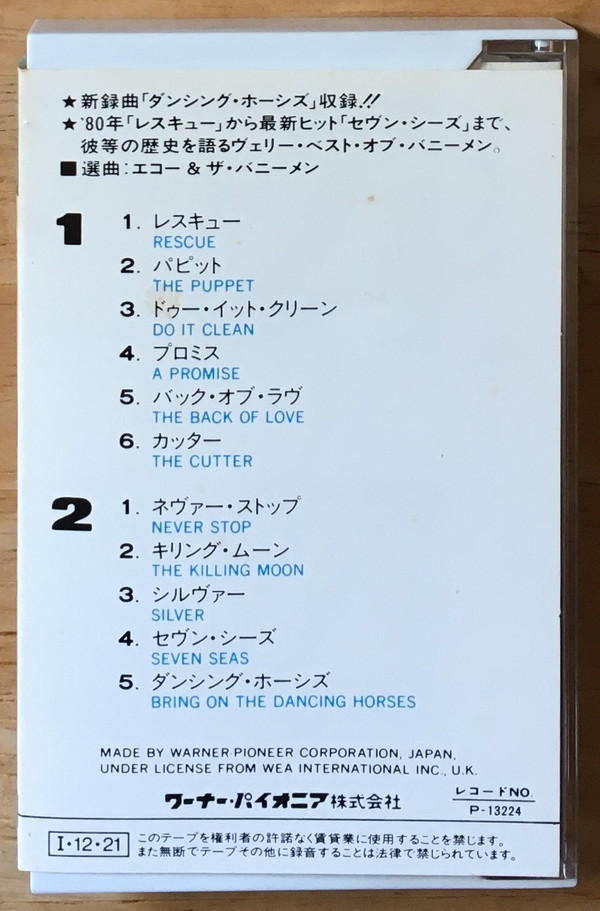 ★新録曲「ダンシング・ホーシズ」収録.!!
★'80年「レスキュー」から最新ヒット「セヴン・シーズ」まで、
彼等の歴史を語るヴェリー・ベスト・オブ・バニーメン。
■選曲:エコー & ザ・バニーメン
1
1. レスキュー
RESCUE
2. パピット
THE PUPPET
3. ドゥー・イット・クリーン
DO IT CLEAN
4. プロミス
A PROMISE
5. バック・オブ・ラヴ
THE BACK OF LOVE
6. カッター
THE CUTTER
2
1. ネヴァー・ストップ
NEVER STOP
2. キリング・ムーン
THE KILLING MOON
3. シルヴァー
SILVER
4. セヴン・シーズ
SEVEN SEAS
5. ダンシング・ホーシズ
BRING ON THE DANCING HORSES
MADE BY WARNER-PIONEER CORPORATION, JAPAN,
UNDER LICENSE FROM WEA INTERNATIONAL INC., U.K.
ワーナー・パイオニア株式会社
レコードNO.
P-13224
I・12・21
このテープを権利者の許諾なく賃貸業に使用することを禁じます。
また無断でテープその他に録音することは法律で禁じられています。